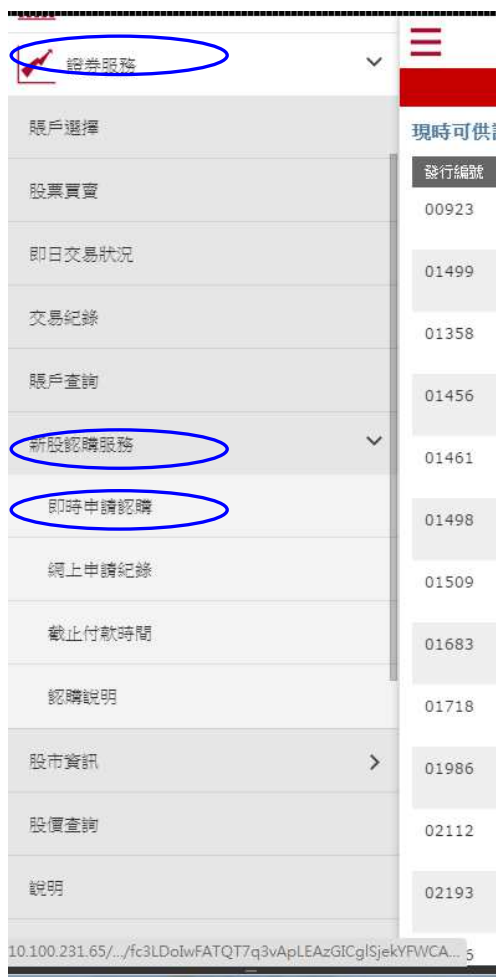 證券服務
賬戶選擇
股票買賣
即日交易狀況
交易紀錄
賬戶查詢
新股認購服務
即時申請認購
網上申請紀錄
截止付款時間
認購說明
股市資訊
股價查詢
說明
現時可供
發行編號
00923
01499
01358
01456
01461
01498
01509
01683
01718
01986
02112
02193
10.100.231.65/.../fc3LDoIwFATQT7q3vApLEAzGICglSjekYFWCA...